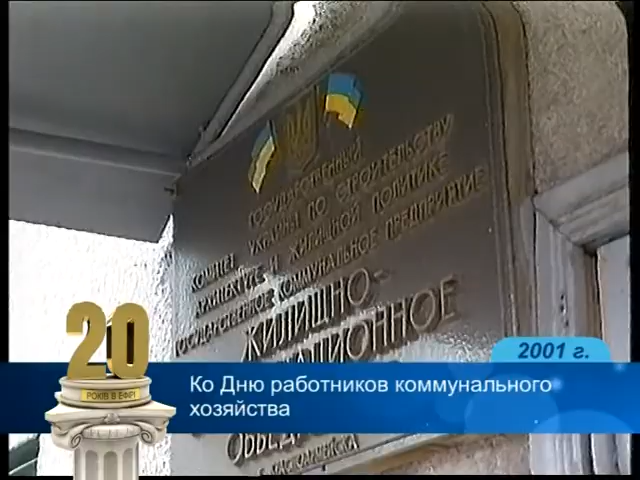 ГОСУДАРСТВЕННЫЙ
КОМИТЕТ УКРАИНЫ ПО СТРОИТЕЛЬСТВУ
АРХИТЕКТУРЕ И ЖИЛИЩНОЙ ПОЛИТИКЕ
ГОСУДАРСТВЕННОЕ КОММУНАЛЬНОЕ ПРЕДПРИЯТИЕ
ЖИЛИЩНО-
2001 г.
20
РОКІВ В ЕФІРІ
Ко Дню работников коммунального
хозяйства